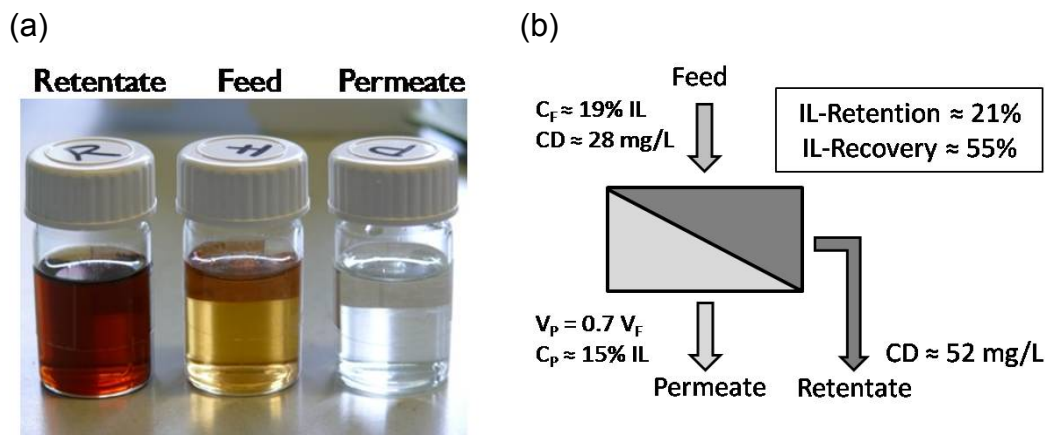 (a)
Retentate Feed Permeate
R
(b)
Feed
C_F ≈ 19% IL
CD ≈ 28 mg/L
IL-Retention ≈ 21%
IL-Recovery ≈ 55%
V_P = 0.7 V_F
C_P ≈ 15% IL
CD ≈ 52 mg/L
Permeate Retentate